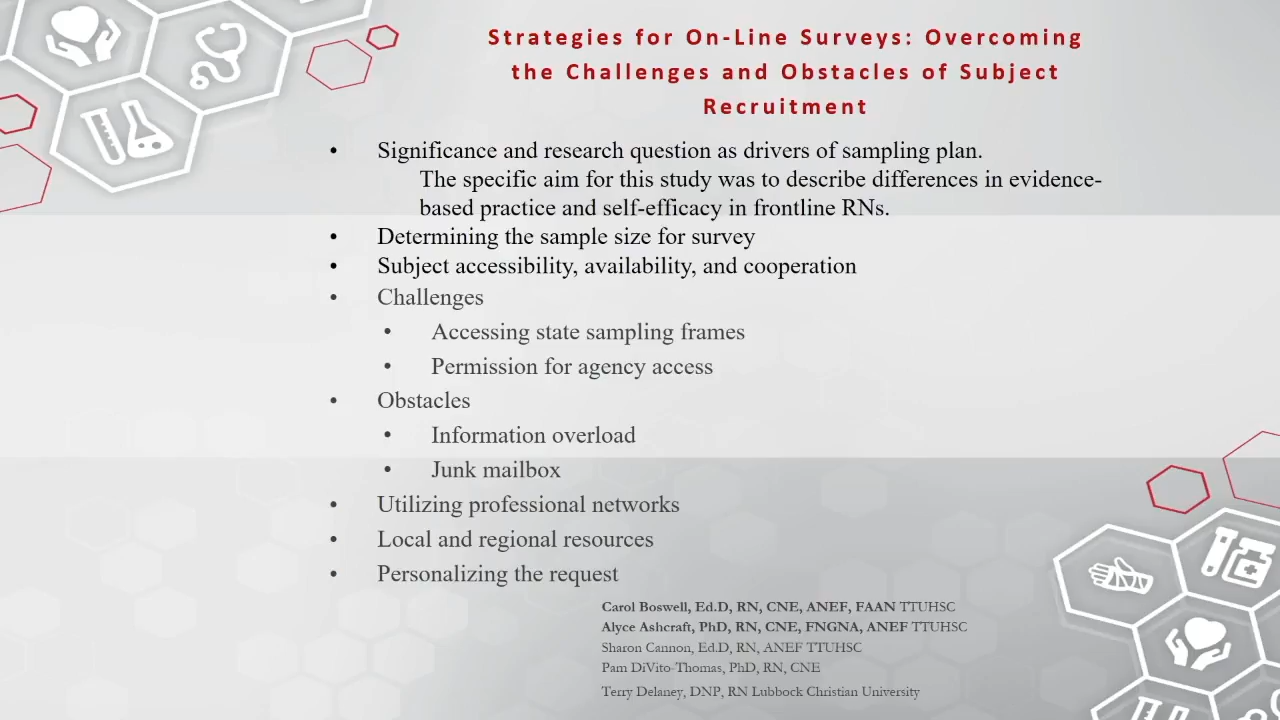 Strategies for On-Line Surveys: Overcoming
the Challenges and Obstacles of Subject
Recruitment
• Significance and research question as drivers of sampling plan.
The specific aim for this study was to describe differences in evidence-
based practice and self-efficacy in frontline RNs.
• Determining the sample size for survey
• Subject accessibility, availability, and cooperation
• Challenges
• Accessing state sampling frames
• Permission for agency access
• Obstacles
• Information overload
• Junk mailbox
• Utilizing professional networks
• Local and regional resources
• Personalizing the request
Carol Boswell, Ed.D, RN, CNE, ANEF, FAAN TTUHSC
Alyce Ashcraft, PhD, RN, CNE, FNGNA, ANEF TTUHSC
Sharon Cannon, Ed.D, RN, ANEF TTUHSC
Pam DiVito-Thomas, PhD, RN, CNE
Terry Delaney, DNP, RN Lubbock Christian University